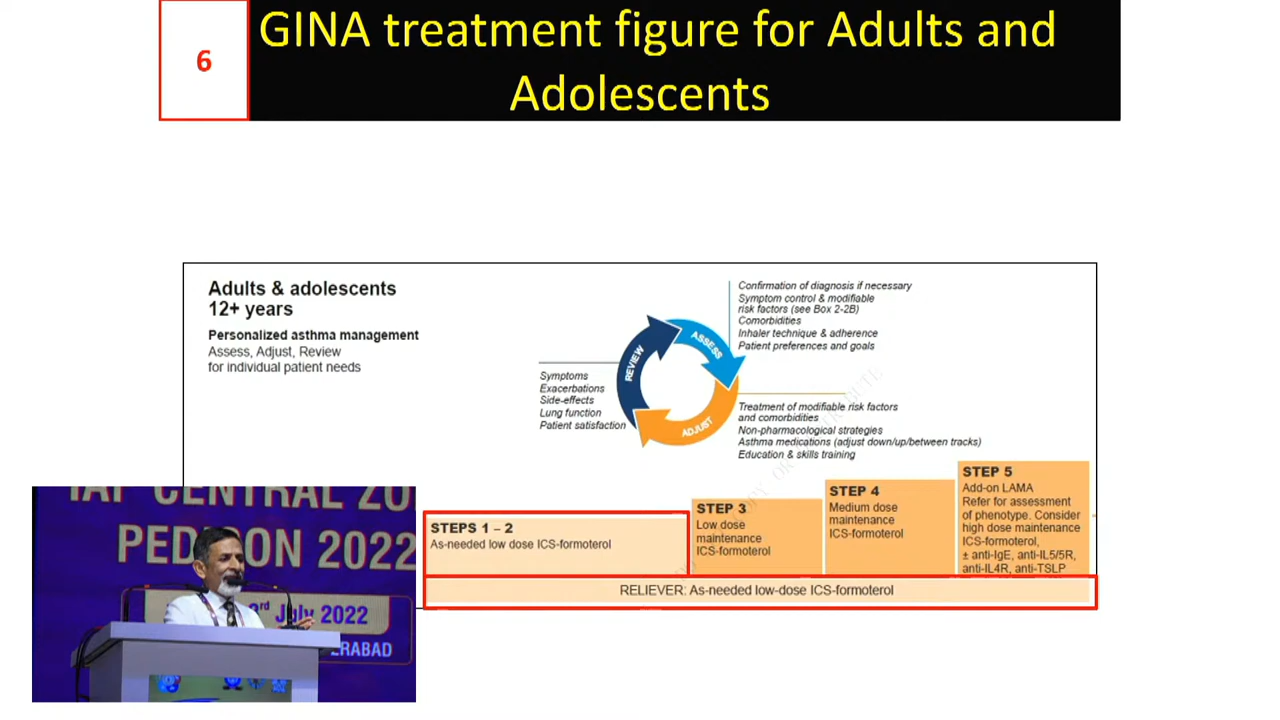 6
GINA treatment figure for Adults and
Adolescents
Adults & adolescents
12+ years
Personalized asthma management
Assess, Adjust, Review
for individual patient needs
Symptoms
Exacerbations
Side-effects
Lung function
Patient satisfaction
REVIEW
ASSESS
ADJUST
Confirmation of diagnosis if necessary
Symptom control & modifiable
risk factors (see Box 2-2B)
Comorbidities
Inhaler technique & adherence
Patient preferences and goals
Treatment of modifiable risk factors
and comorbidities
Non-pharmacological strategies
Asthma medications (adjust down/up/between tracks)
Education & skills training
STEPS 1 – 2
As-needed low dose ICS-formoterol
STEP 3
Low dose
maintenance
ICS-formoterol
STEP 4
Medium dose
maintenance
ICS-formoterol
STEP 5
Add-on LAMA
Refer for assessment
of phenotype. Consider
high dose maintenance
ICS-formoterol,
± anti-IgE, anti-IL5/5R,
anti-IL4R, anti-TSLP
RELIEVER: As-needed low-dose ICS-formoterol
IAP CENTRAL ZO
PEDICON 2022
3rd July 2022
ERABAD